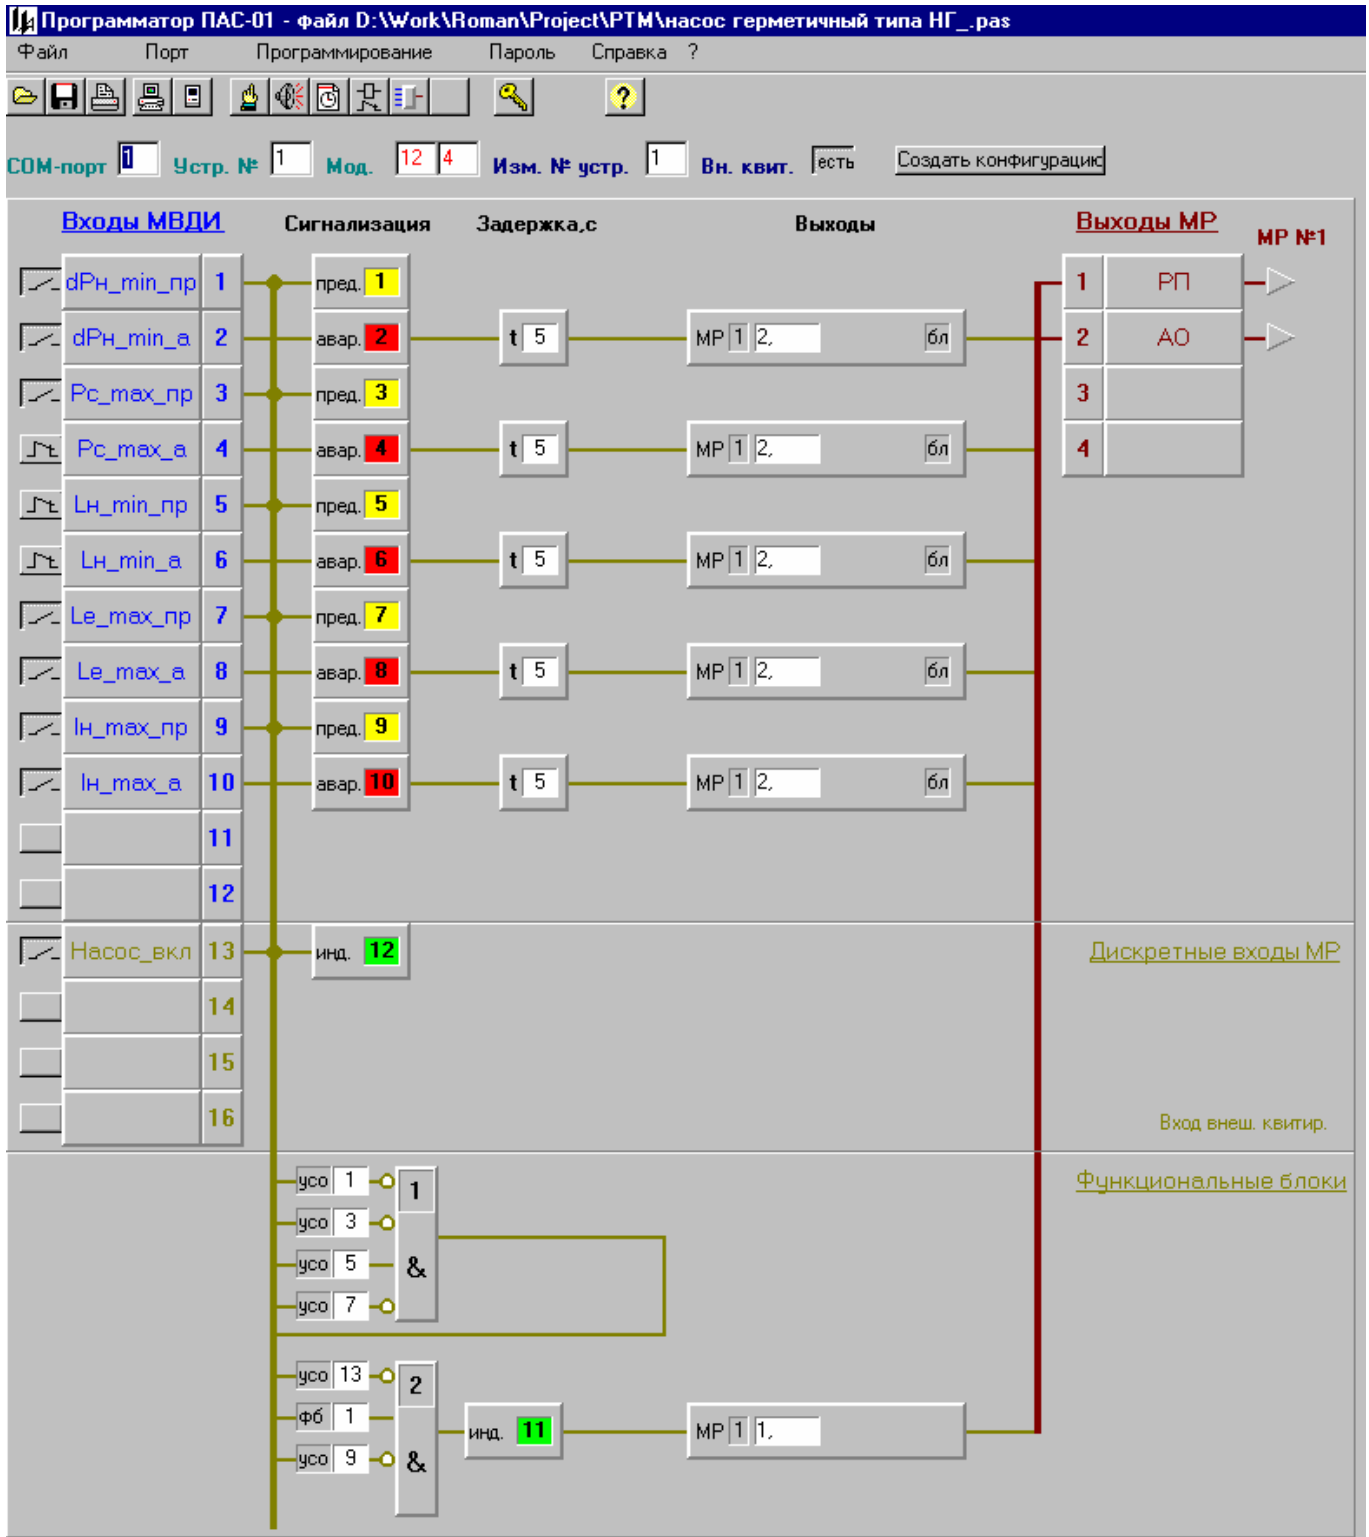 Программатор ПАС-01 - файл D:\Work\Roman\Project\РТМ\насос герметичный типа НГ_.pas
Файл Порт Программирование Пароль Справка ?
COM-порт 1 Устр. № 1 Мод. 12 4 Изм. № устр. 1 Вн. квит. есть Создать конфигурацию
Входы МВДИ Сигнализация Задержка,с Выходы Выходы МР МР №1
dPн_min_пр 1 пред. 1 1 РП
dPн_min_а 2 авар. 2 t 5 МР 1 2, бл 2 АО
Рс_max_пр 3 пред. 3 3
Рс_max_а 4 авар. 4 t 5 МР 1 2, бл 4
Lн_min_пр 5 пред. 5
Lн_min_а 6 авар. 6 t 5 МР 1 2, бл
Le_max_пр 7 пред. 7
Le_max_а 8 авар. 8 t 5 МР 1 2, бл
Iн_max_пр 9 пред. 9
Iн_max_а 10 авар. 10 t 5 МР 1 2, бл
11
12
Насос_вкл 13 инд. 12 Дискретные входы МР
14
15
16 Вход внеш. квитир.
усо 1 1 Функциональные блоки
усо 3
усо 5 &
усо 7
усо 13 2
фб 1 инд. 11 МР 1 1,
усо 9 &